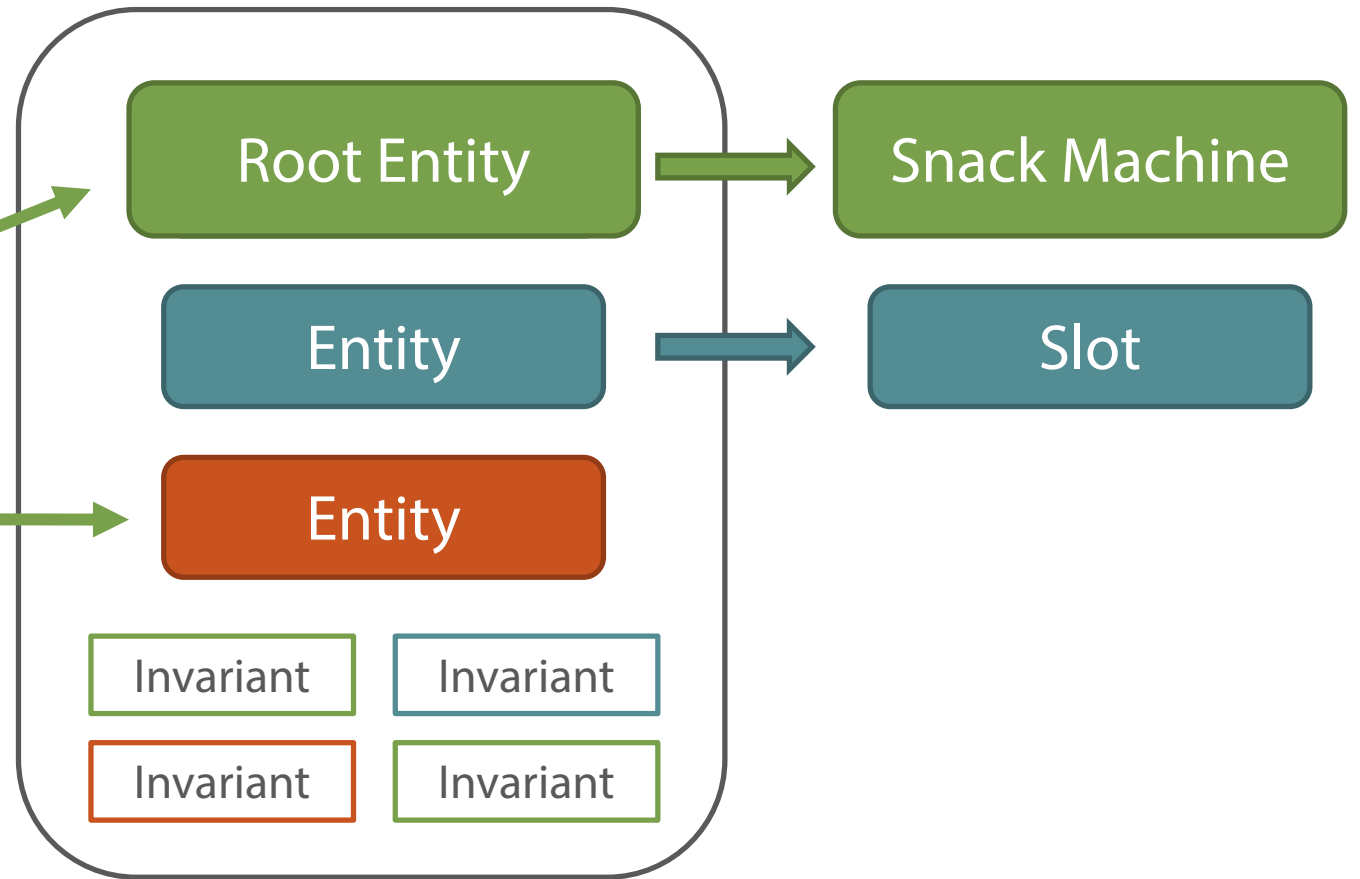 Root Entity
Snack Machine
Entity
Slot
Entity
Invariant
Invariant
Invariant
Invariant